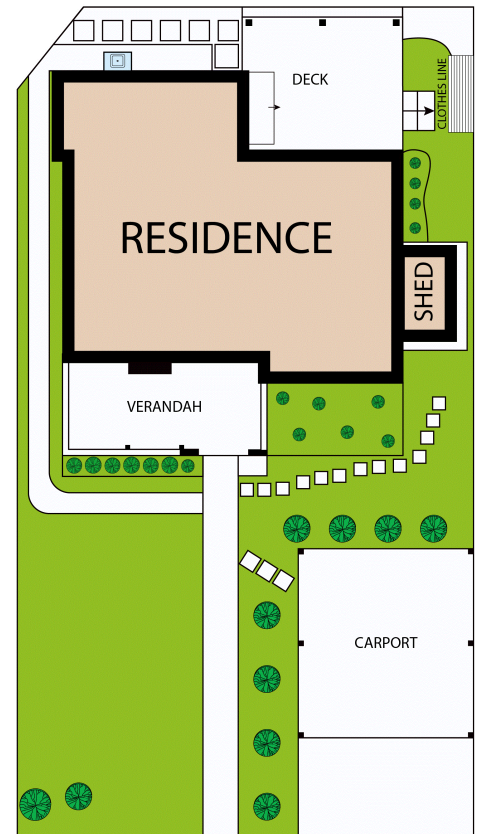 DECK
CLOTHES LINE
RESIDENCE
SHED
VERANDAH
CARPORT